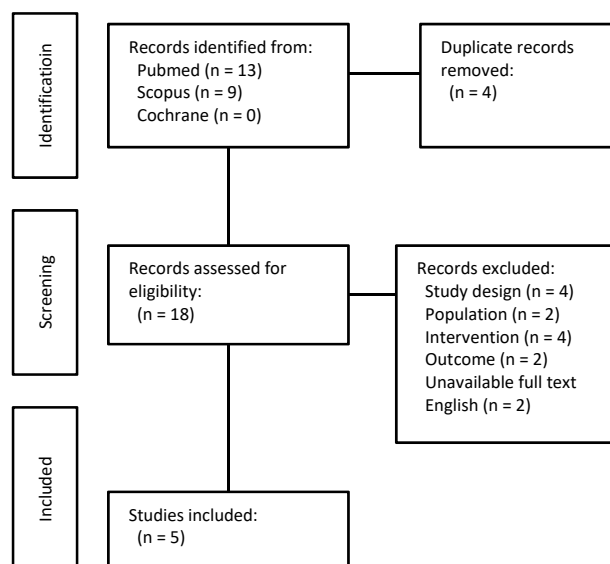 Identificatioin
Records identified from:
Pubmed (n = 13)
Scopus (n = 9)
Cochrane (n = 0)
Duplicate records
removed:
(n = 4)
Screening
Records assessed for
eligibility:
(n = 18)
Records excluded:
Study design (n = 4)
Population (n = 2)
Intervention (n = 4)
Outcome (n = 2)
Unavailable full text
English (n = 2)
Included
Studies included:
(n = 5)